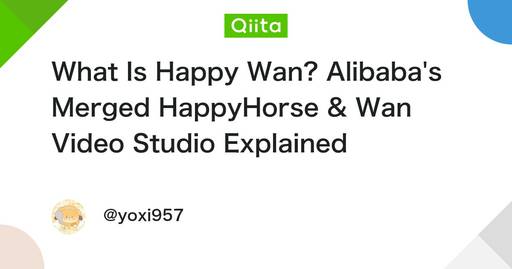 Qiita
What Is Happy Wan? Alibaba's
Merged HappyHorse & Wan
Video Studio Explained
@yoxi957